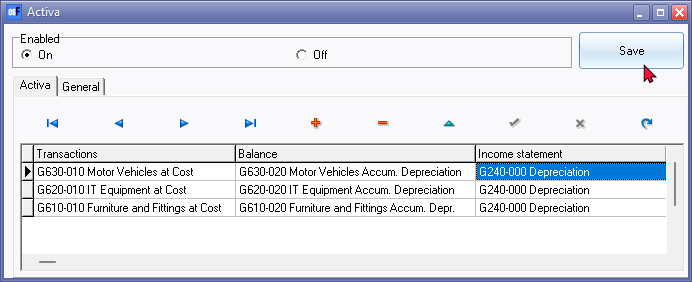 Activa
Enabled
On
Off
Save
Activa
General
Transactions
Balance
Income statement
G630-010 Motor Vehicles at Cost
G630-020 Motor Vehicles Accum. Depreciation
G240-000 Depreciation
G620-010 IT Equipment at Cost
G620-020 IT Equipment Accum. Depreciation
G240-000 Depreciation
G610-010 Furniture and Fittings at Cost
G610-020 Furniture and Fittings Accum. Depr.
G240-000 Depreciation